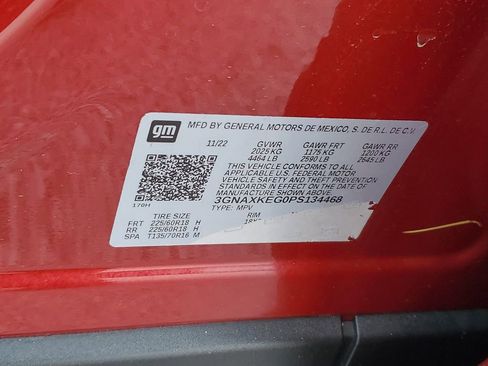 gm
MFD BY GENERAL MOTORS DE MEXICO, S. DE R.L. DE C.V.
11/22 GVWR GAWR FRT GAWR RR
2025 KG 1175 KG 1200 KG
4464 LB 2590 LB 2645 LB
THIS VEHICLE CONFORMS TO ALL
APPLICABLE U.S. FEDERAL MOTOR VEHICLE
SAFETY AND THEFT PREVENTION
STANDARDS IN EFFECT ON THE DATE OF
MANUFACTURE SHOWN ABOVE.
3GNAXKEG0PS134468
170H TYPE: MPV
TIRE SIZE RIM
FRT 225/60R18 H
RR 225/60R18 H
SPA T135/70R16 M